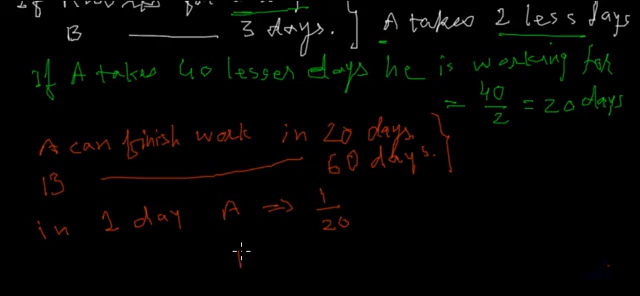 B ——— 3 days. } A takes 2 less days
If A takes 40 lesser days he is working for
= 40/2 = 20 days
A can finish work in 20 days.
B ——— 60 days. }
in 1 day A ⇒ 1/20